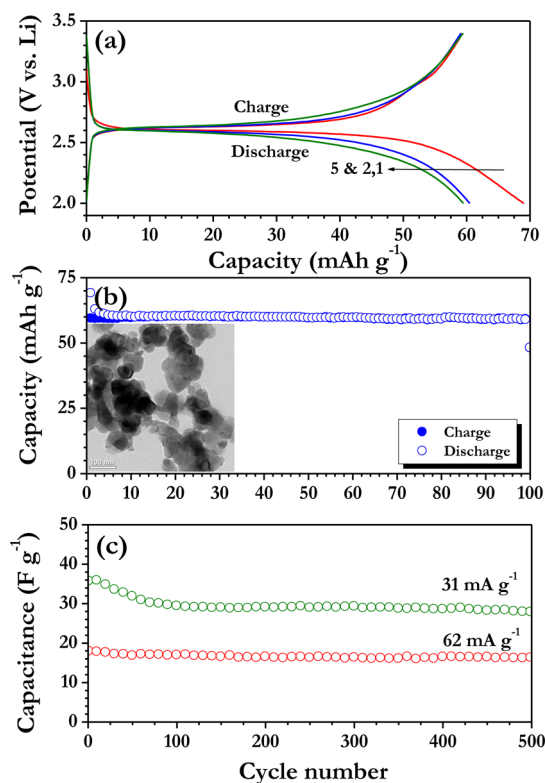 (a)
Potential (V vs. Li)
3.5
3.0
2.5
2.0
Charge
Discharge
5 & 2,1
0 10 20 30 40 50 60 70
Capacity (mAh g⁻¹)
(b)
Capacity (mAh g⁻¹)
75
50
25
0
Charge
Discharge
0 10 20 30 40 50 60 70 80 90 100
(c)
Capacitance (F g⁻¹)
50
40
30
20
10
0
31 mA g⁻¹
62 mA g⁻¹
0 100 200 300 400 500
Cycle number